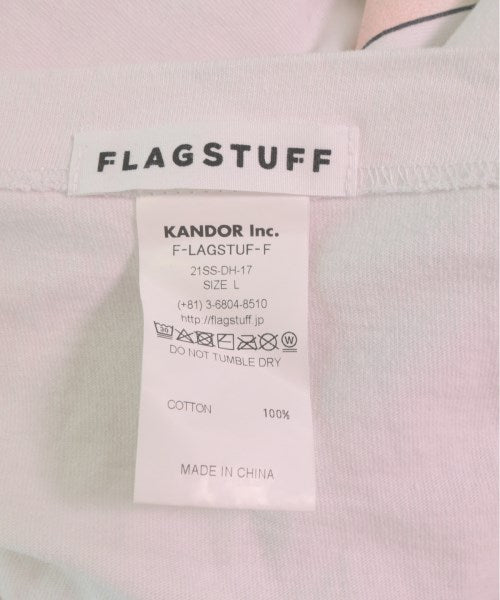 FLAGSTUFF
KANDOR Inc.
F-LAGSTUF-F
21SS-DH-17
SIZE L
(+81) 3-6804-8510
http://flagstuff.jp
30 W
DO NOT TUMBLE DRY
COTTON 100%
MADE IN CHINA